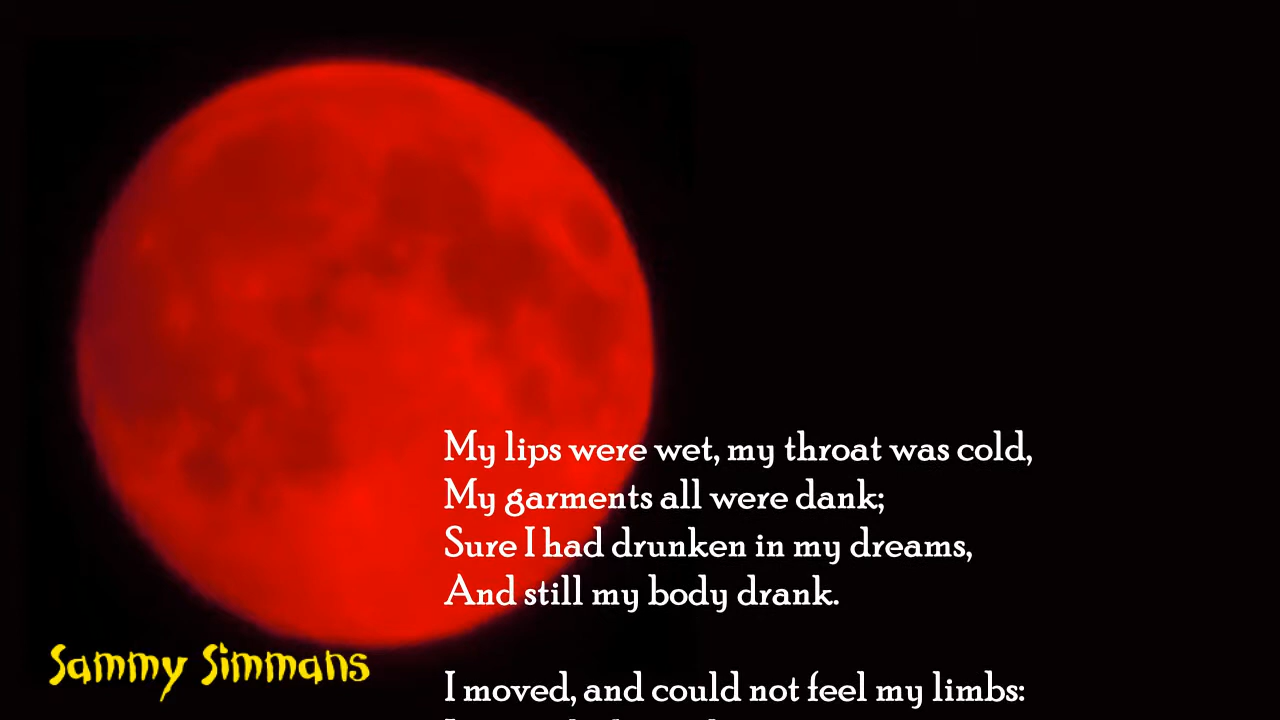 My lips were wet, my throat was cold,
My garments all were dank;
Sure I had drunken in my dreams,
And still my body drank.
Sammy Simmans
I moved, and could not feel my limbs: